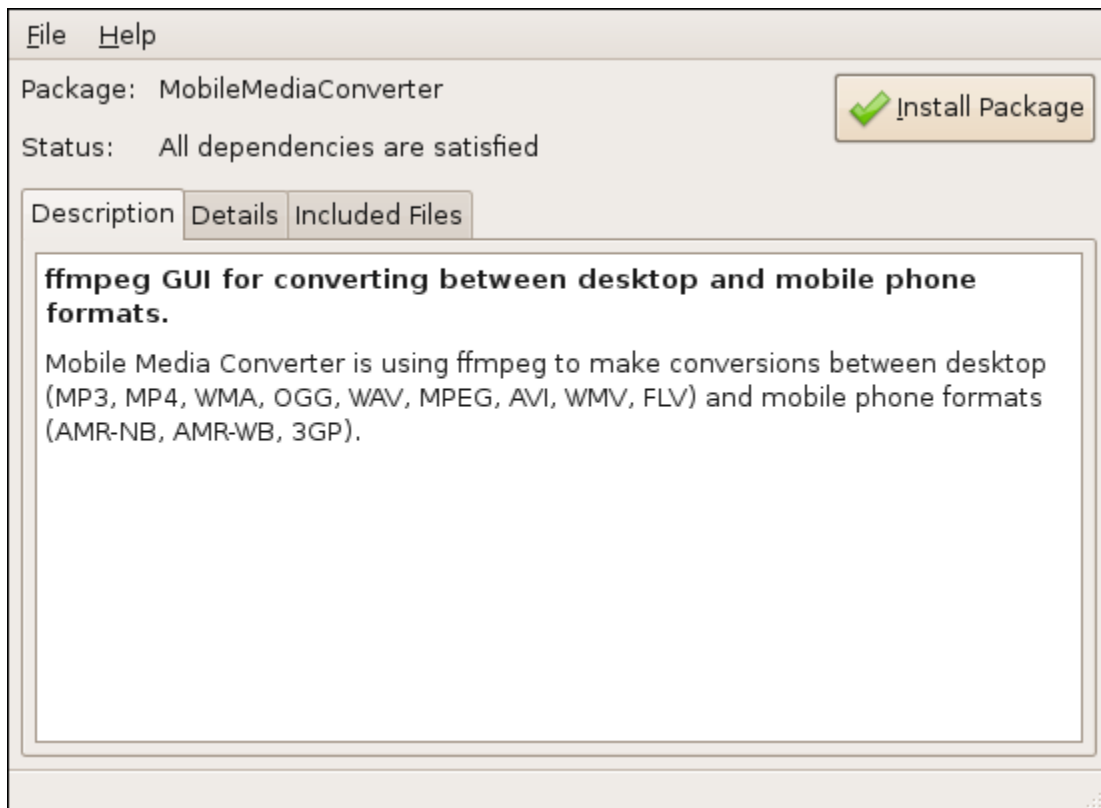 File Help
Package: MobileMediaConverter
Install Package
Status: All dependencies are satisfied
Description Details Included Files
ffmpeg GUI for converting between desktop and mobile phone
formats.
Mobile Media Converter is using ffmpeg to make conversions between desktop
(MP3, MP4, WMA, OGG, WAV, MPEG, AVI, WMV, FLV) and mobile phone formats
(AMR-NB, AMR-WB, 3GP).